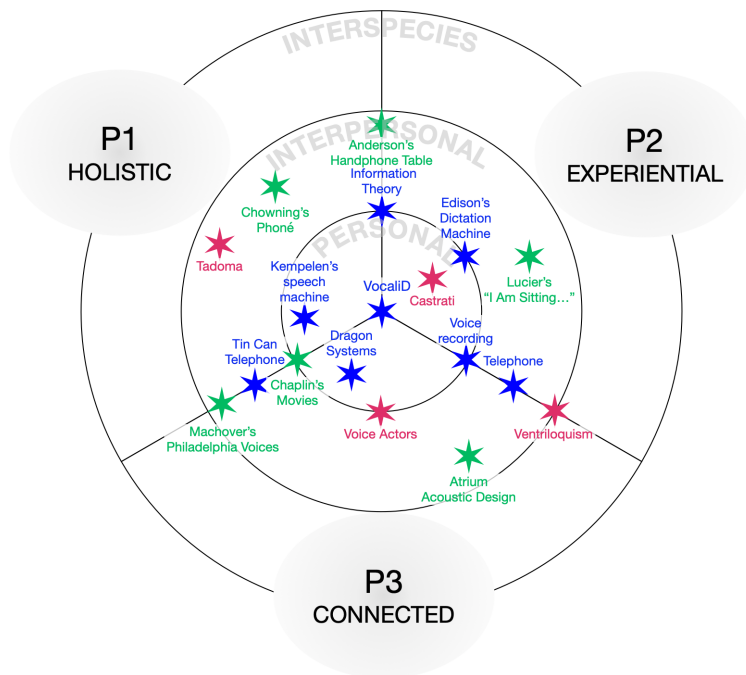 INTERSPECIES
P1
HOLISTIC
P2
EXPERIENTIAL
INTERPERSONAL
Anderson's
Handphone Table
Information
Theory
Chowning's
Phoné
Edison's
Dictation
Machine
Tadoma
PERSONAL
Kempelen's
speech
machine
VocaliD
Castrati
Lucier's
“I Am Sitting...”
Tin Can
Telephone
Dragon
Systems
Voice
recording
Telephone
Chaplin's
Movies
Machover's
Philadelphia Voices
Voice Actors
Ventriloquism
Atrium
Acoustic Design
P3
CONNECTED